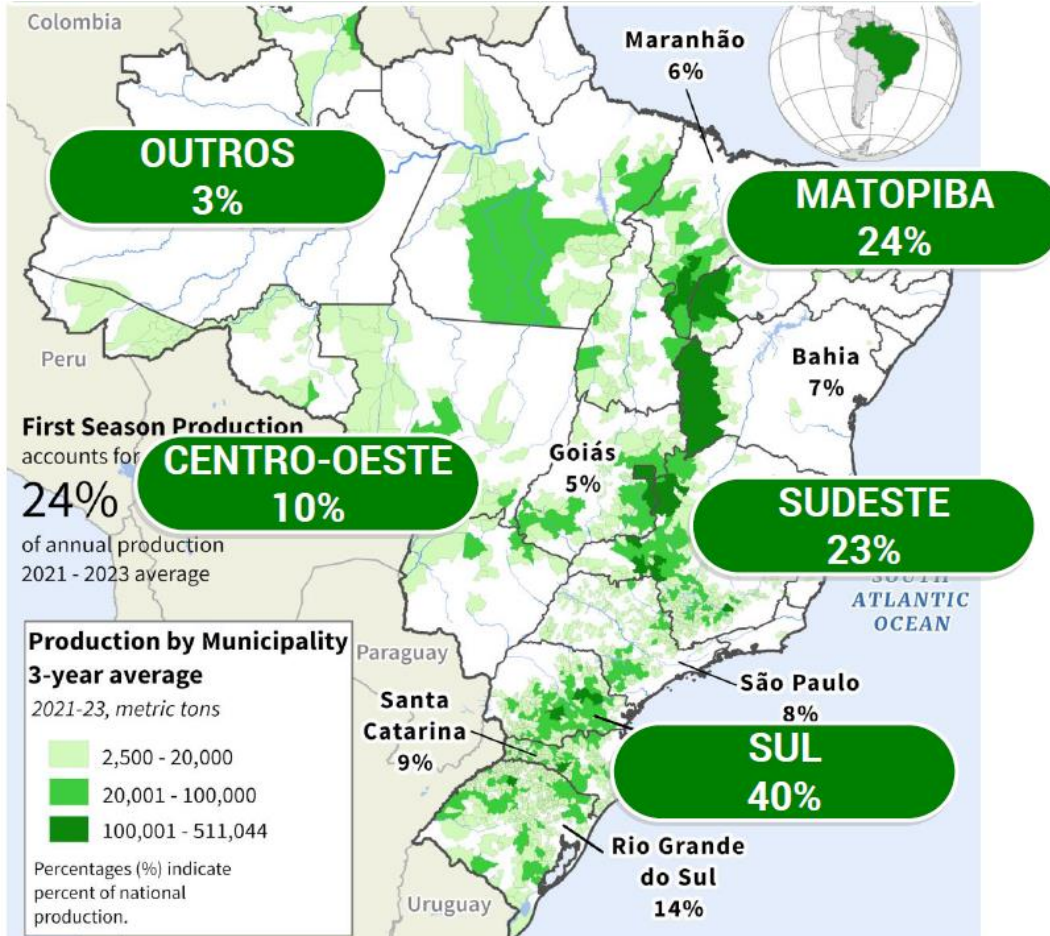 Colombia
Maranhão
6%
OUTROS
3%
MATOPIBA
24%
Peru
Bahia
7%
First Season Production
accounts for
24%
of annual production
2021 - 2023 average
CENTRO-OESTE
10%
Goiás
5%
SUDESTE
23%
SOUTH
ATLANTIC
OCEAN
Production by Municipality
3-year average
2021-23, metric tons
2,500 - 20,000
20,001 - 100,000
100,001 - 511,044
Percentages (%) indicate
percent of national
production.
Paraguay
Santa
Catarina
9%
São Paulo
8%
SUL
40%
Rio Grande
do Sul
14%
Uruguay